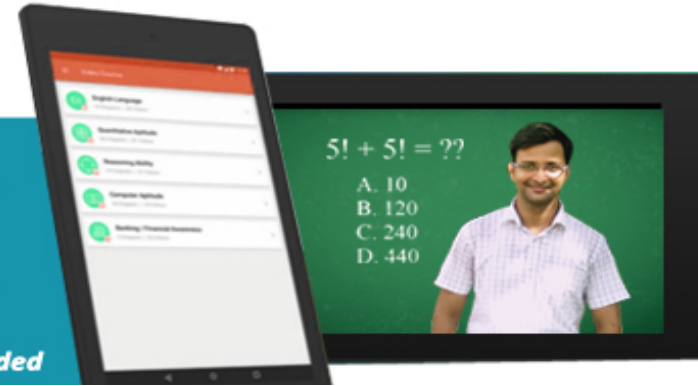 Video Course
English Language
Quantitative Aptitude
Reasoning Ability
Computer Aptitude
Banking / Financial Awareness
5! + 5! = ??
A. 10
B. 120
C. 240
D. 440
ded